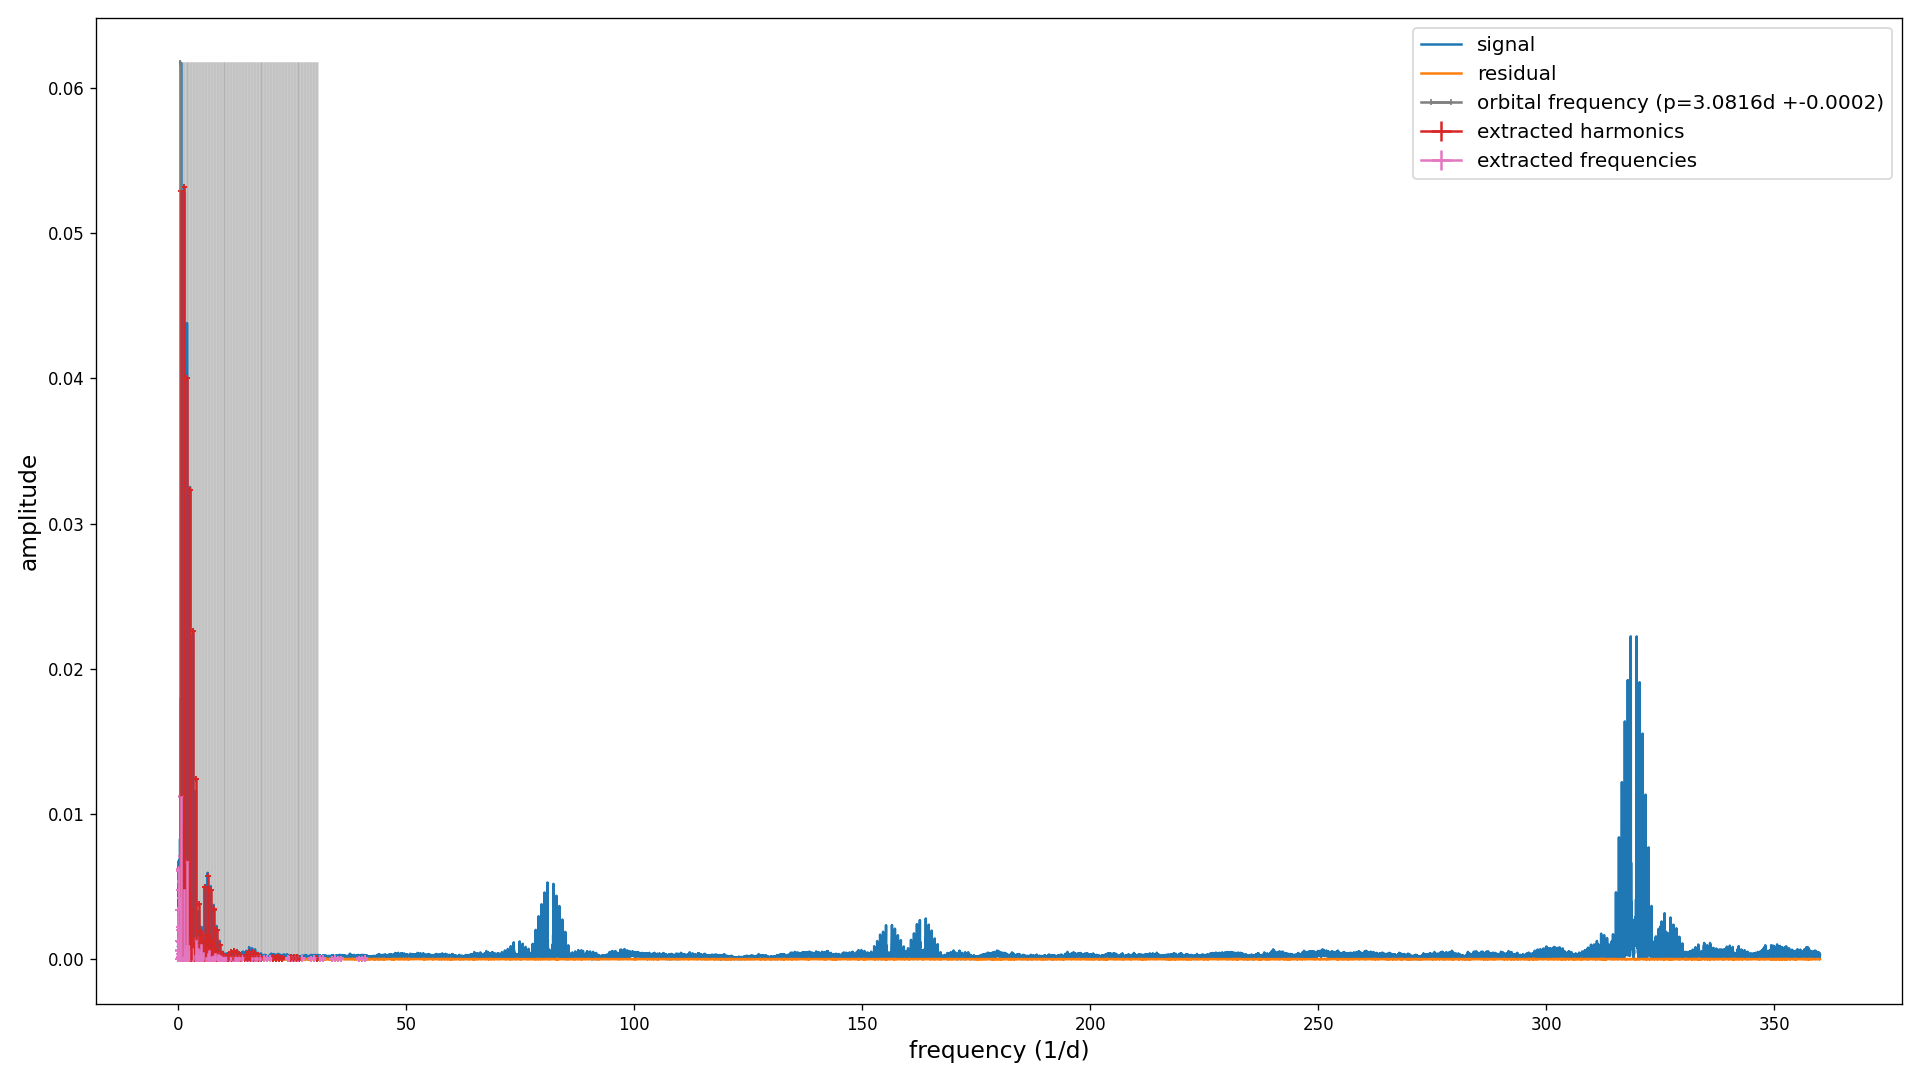 signal
residual
orbital frequency (p=3.0816d +-0.0002)
extracted harmonics
extracted frequencies
amplitude
0.06
0.05
0.04
0.03
0.02
0.01
0.00
0 50 100 150 200 250 300 350
frequency (1/d)